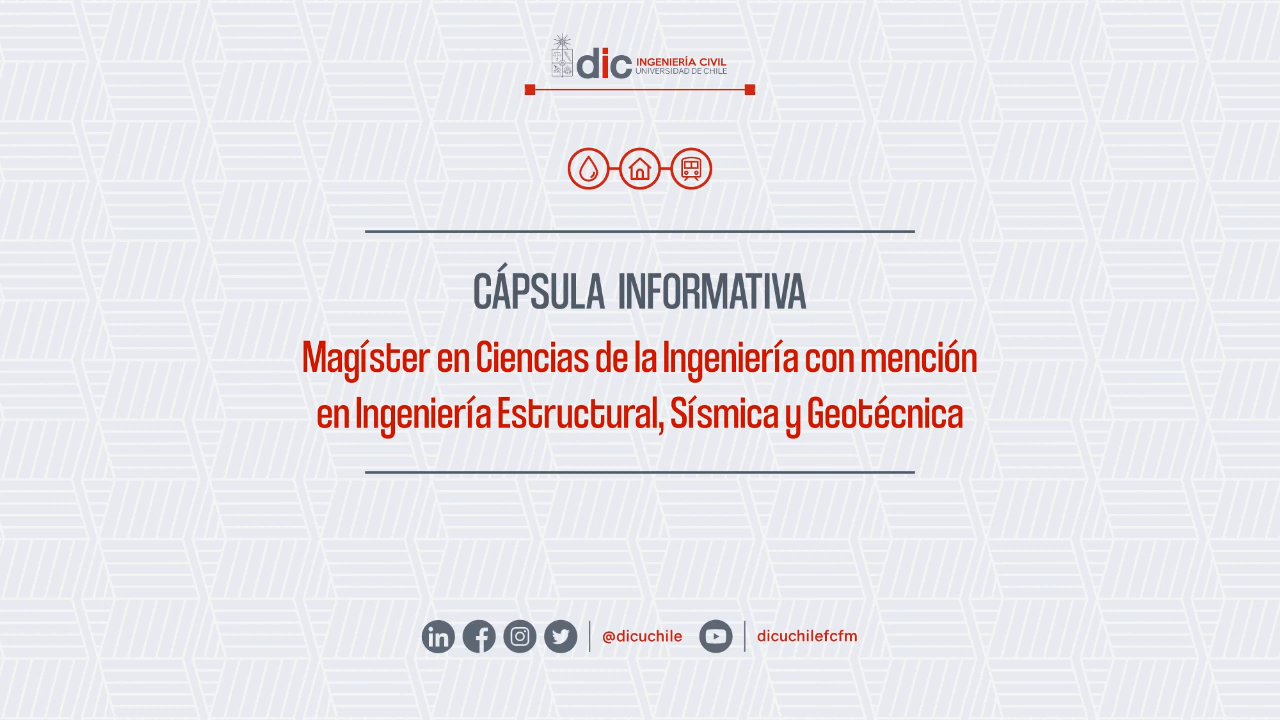 dic INGENIERÍA CIVIL
UNIVERSIDAD DE CHILE
CÁPSULA INFORMATIVA
Magíster en Ciencias de la Ingeniería con mención
en Ingeniería Estructural, Sísmica y Geotécnica
@dicuchile dicuchilefcfm